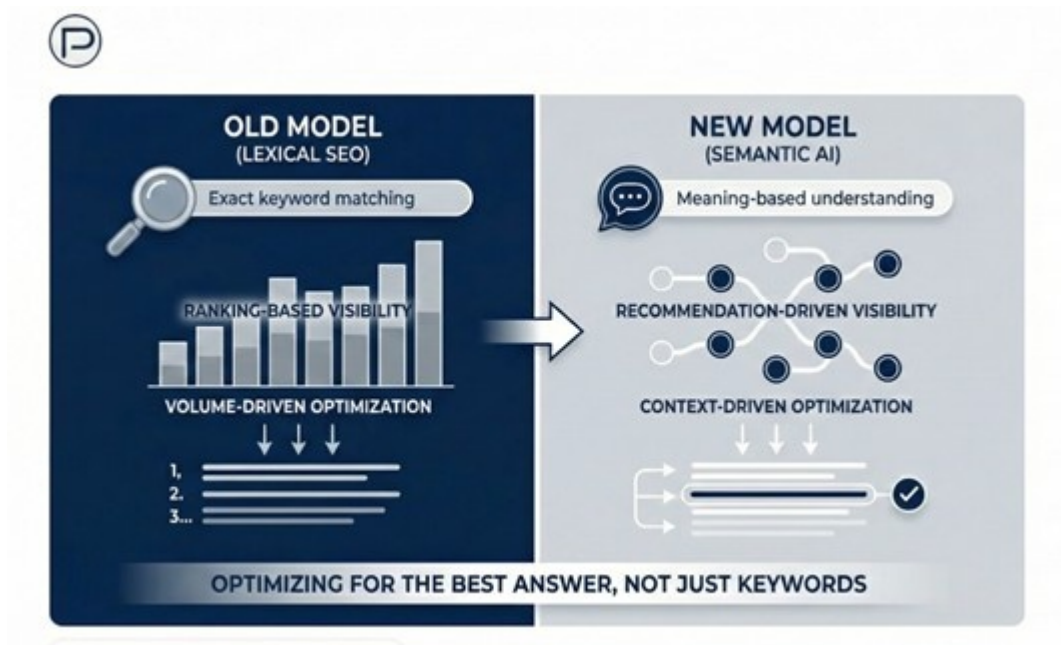 OLD MODEL
(LEXICAL SEO)
Exact keyword matching
RANKING-BASED VISIBILITY
VOLUME-DRIVEN OPTIMIZATION
1,
2.
3...
NEW MODEL
(SEMANTIC AI)
Meaning-based understanding
RECOMMENDATION-DRIVEN VISIBILITY
CONTEXT-DRIVEN OPTIMIZATION
OPTIMIZING FOR THE BEST ANSWER, NOT JUST KEYWORDS